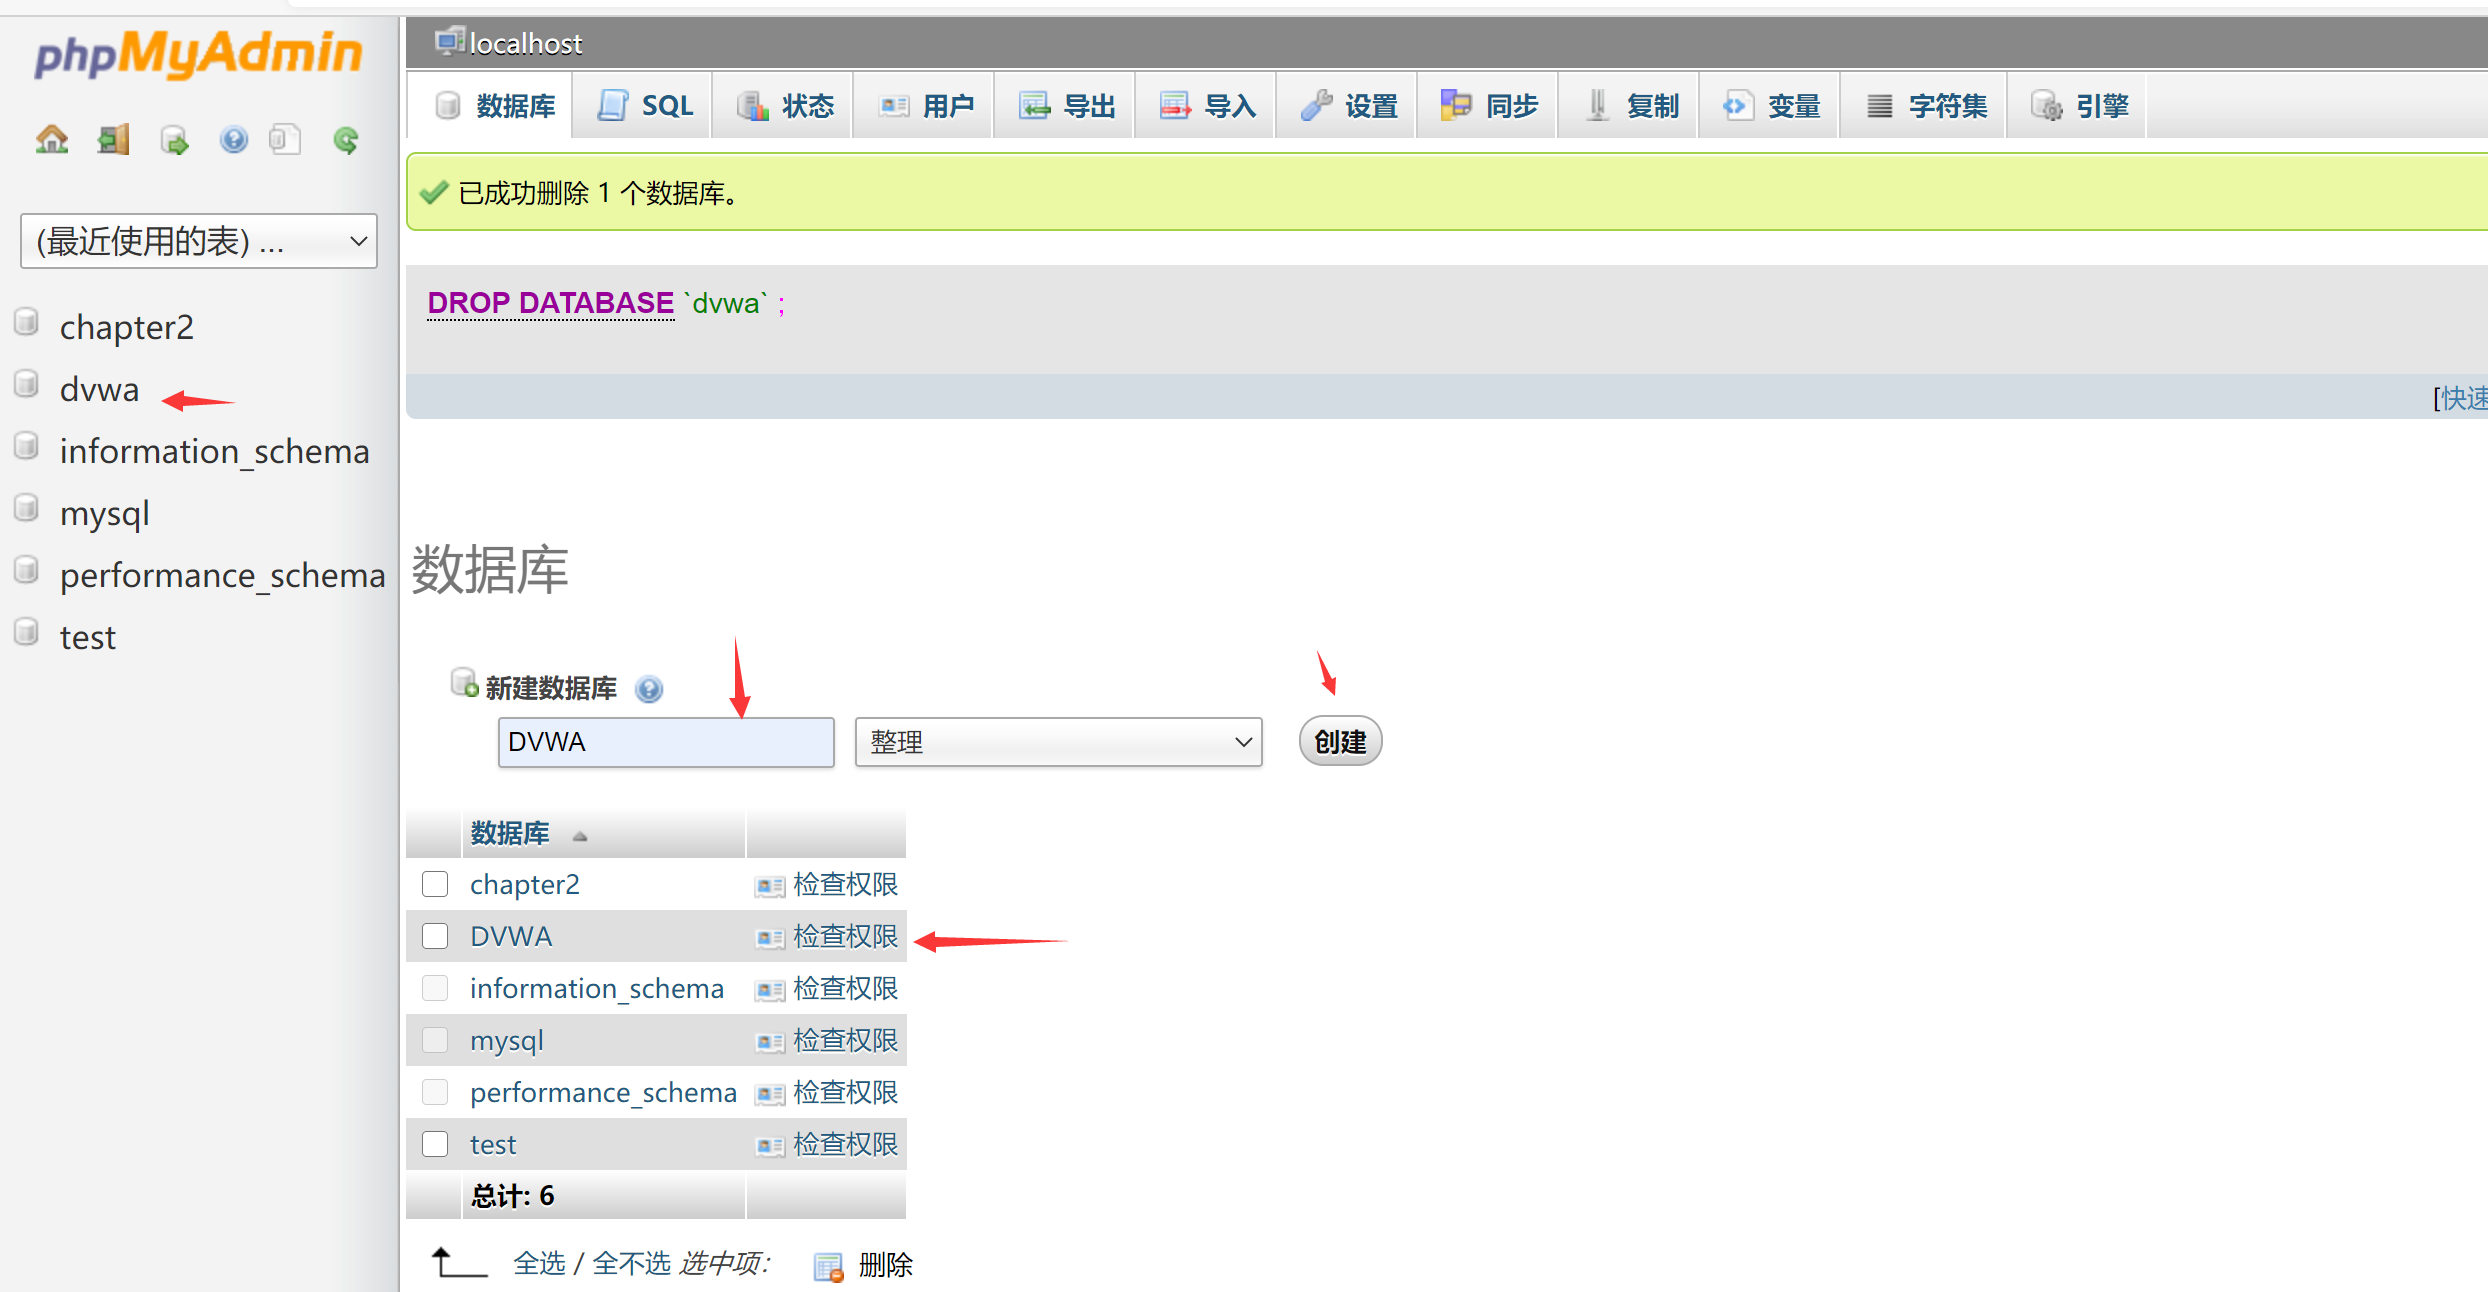 phpMyAdmin
(最近使用的表) ...
chapter2
dvwa
information_schema
mysql
performance_schema
test
localhost
数据库 SQL 状态 用户 导出 导入 设置 同步 复制 变量 字符集 引擎
已成功删除 1 个数据库。
DROP DATABASE `dvwa` ;
[快速
数据库
新建数据库
DVWA 整理 创建
数据库
chapter2 检查权限
DVWA 检查权限
information_schema 检查权限
mysql 检查权限
performance_schema 检查权限
test 检查权限
总计: 6
全选 / 全不选 选中项: 删除